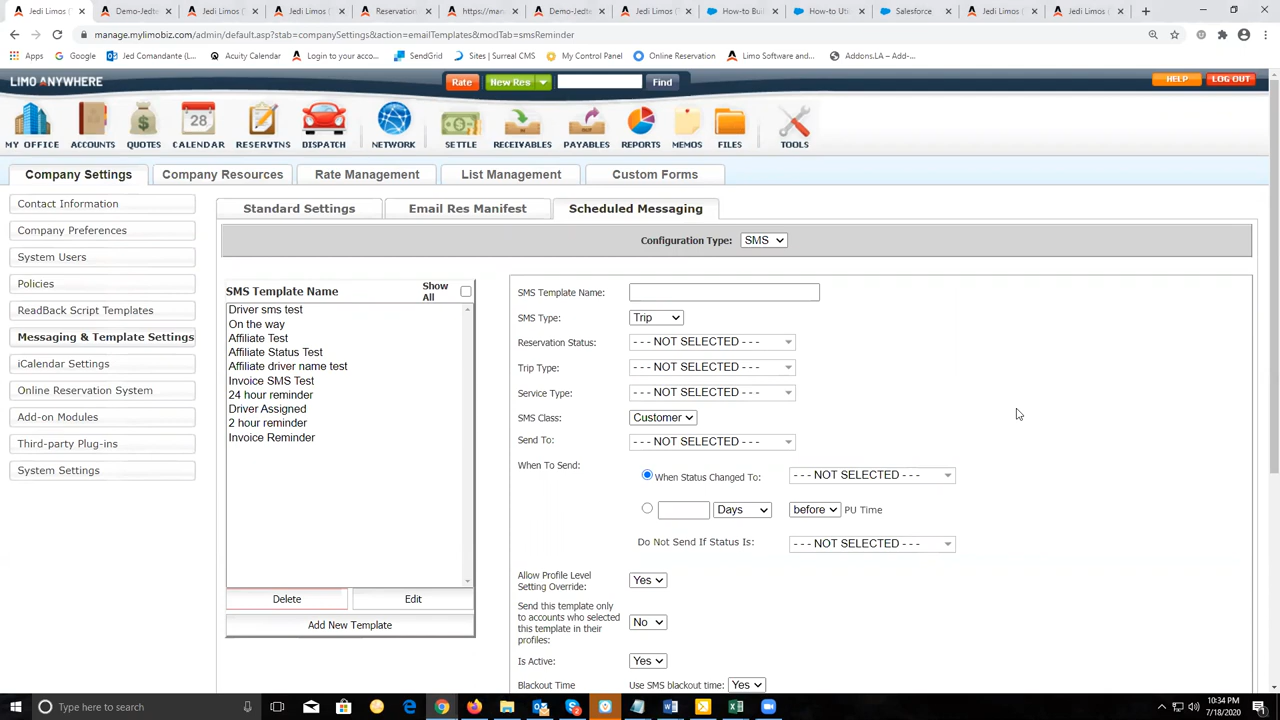 Jedi Limos (
Demo-Jedte
Jedi Limos (
Jedi Limos (
Reservation
https://man
Demo-Jedte
Jedi Limos (
How-to Buil
How-to Ut
Salesforce
Jedi Limos (
Jedi Limos (
manage.mylimobiz.com/admin/default.asp?stab=companySettings&action=emailTemplates&modTab=smsReminder
Apps
Google
Jed Comandante (L...
Acuity Calendar
Login to your acco...
SendGrid
Sites | Surreal CMS
My Control Panel
Online Reservation
Limo Software and...
Addons.LA – Add-...
LIMO ANYWHERE
Rate
New Res
Find
HELP
LOG OUT
MY OFFICE
ACCOUNTS
QUOTES
28
CALENDAR
RESERVTNS
DISPATCH
NETWORK
SETTLE
RECEIVABLES
PAYABLES
REPORTS
MEMOS
FILES
TOOLS
Company Settings
Company Resources
Rate Management
List Management
Custom Forms
Contact Information
Company Preferences
System Users
Policies
ReadBack Script Templates
Messaging & Template Settings
iCalendar Settings
Online Reservation System
Add-on Modules
Third-party Plug-ins
System Settings
Standard Settings
Email Res Manifest
Scheduled Messaging
Configuration Type: SMS
SMS Template Name
Show
All
Driver sms test
On the way
Affiliate Test
Affiliate Status Test
Affiliate driver name test
Invoice SMS Test
24 hour reminder
Driver Assigned
2 hour reminder
Invoice Reminder
Delete
Edit
Add New Template
SMS Template Name:
SMS Type: Trip
Reservation Status: - - - NOT SELECTED - - -
Trip Type: - - - NOT SELECTED - - -
Service Type: - - - NOT SELECTED - - -
SMS Class: Customer
Send To: - - - NOT SELECTED - - -
When To Send:
When Status Changed To: - - - NOT SELECTED - - -
Days before PU Time
Do Not Send If Status Is: - - - NOT SELECTED - - -
Allow Profile Level
Setting Override: Yes
Send this template only
to accounts who selected
this template in their
profiles:
No
Is Active: Yes
Blackout Time Use SMS blackout time: Yes
Type here to search
10:34 PM
7/18/2020